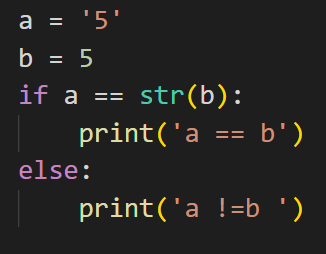 a = '5'
b = 5
if a == str(b):
    print('a == b')
else:
    print('a !=b ')